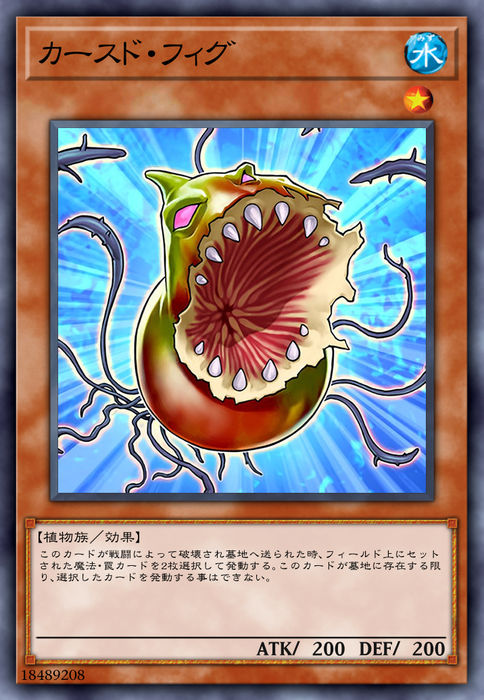 カースド・フィグ
みず
水
【植物族／効果】
このカードが戦闘によって破壊され墓地へ送られた時、フィールド上にセット
された魔法・罠カードを2枚選択して発動する。このカードが墓地に存在する限
り、選択したカードを発動する事はできない。
ATK/ 200 DEF/ 200
18489208